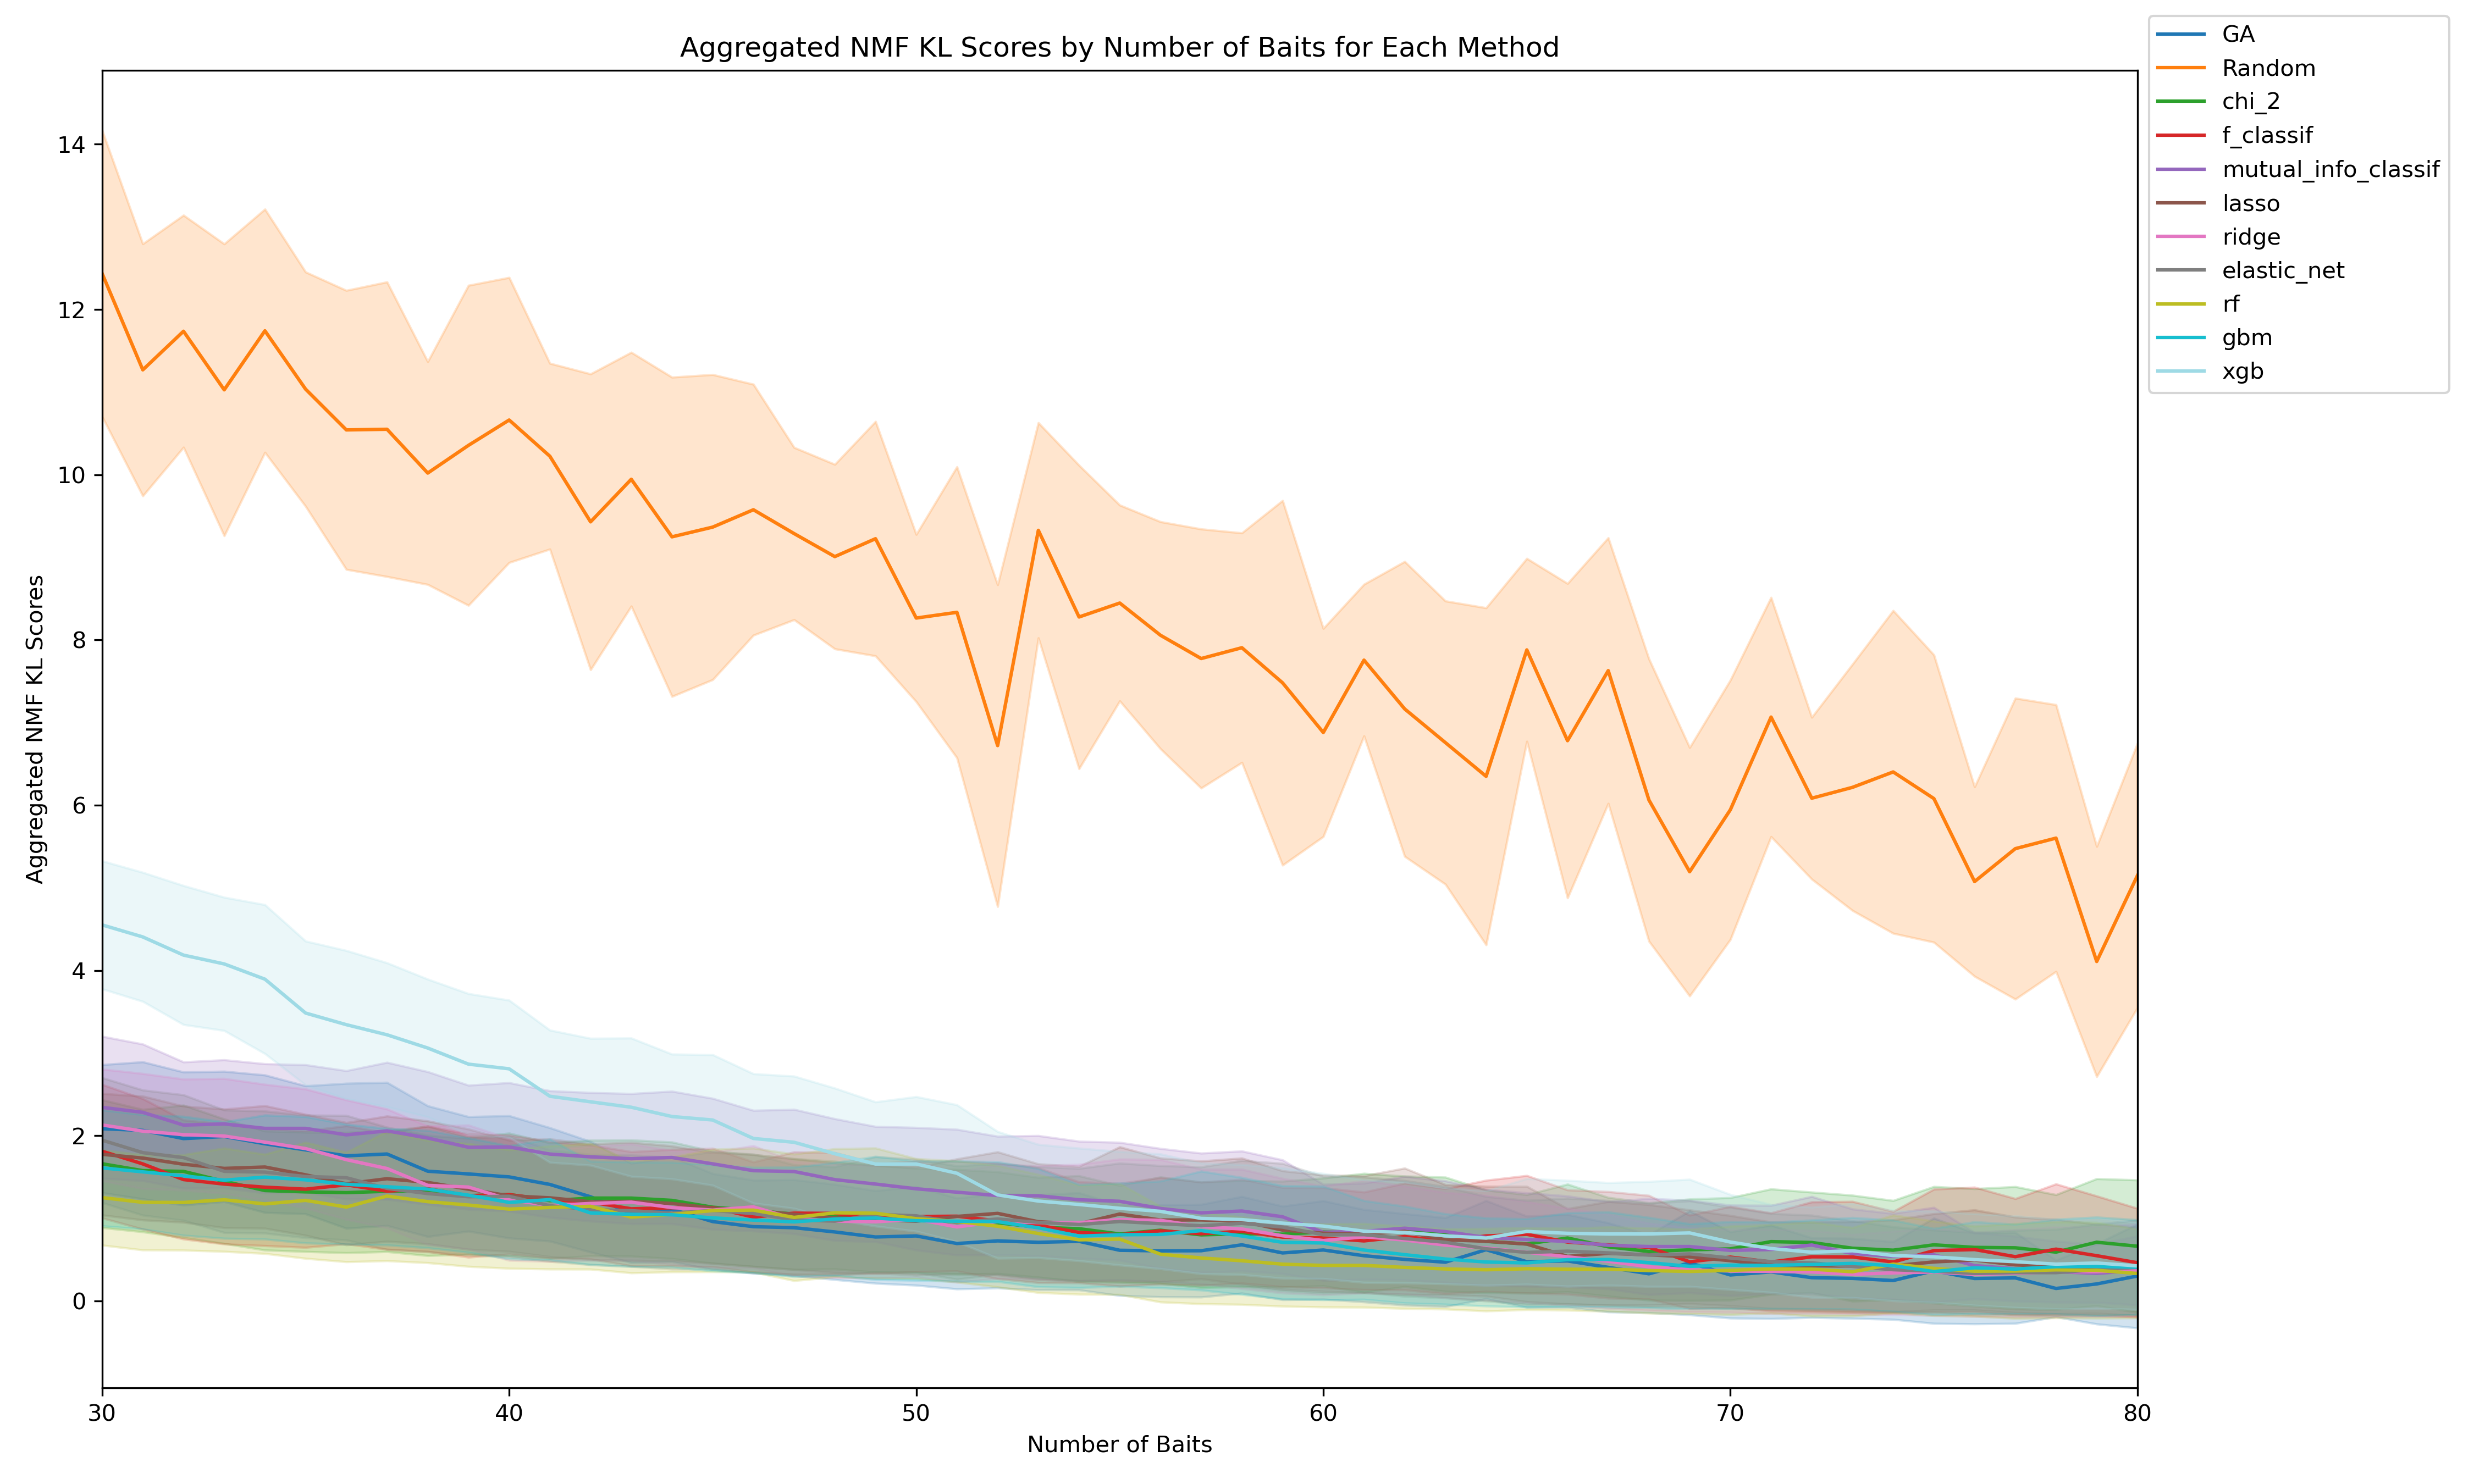 Aggregated NMF KL Scores by Number of Baits for Each Method
GA
Random
chi_2
f_classif
mutual_info_classif
lasso
ridge
elastic_net
rf
gbm
xgb
Aggregated NMF KL Scores
14
12
10
8
6
4
2
0
30 40 50 60 70 80
Number of Baits